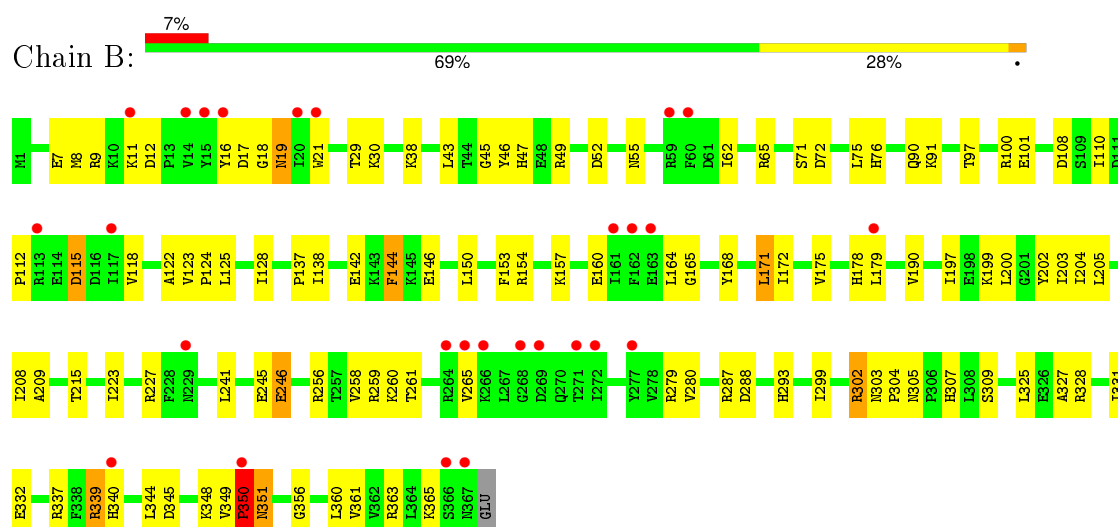 7%
Chain B:
69% 28% •
M1 E7 M8 R9 K10 K11 D12 P13 V14 Y15 Y16 D17 G18 N19 I20 W21 T29 K30 K38 L43 T44 G45 Y46 H47 E48 R49 D52 N55 R59 F60 D61 I62 R65 S71 D72 L75 H76 Q90 K91 T97 R100 E101 D108 S109 I110 D111
P112 R113 E114 D115 D116 I117 V118 A122 V123 P124 L125 I128 P137 I138 E142 K143 F144 K145 E146 L150 F153 R154 K157 E160 I161 F162 E163 L164 G165 Y168 L171 I172 V175 H178 L179 V190 I197 E198 K199 L200 G201 Y202 I203 I204 L205
I208 A209 T215 I223 R227 F228 N229 L241 E245 E246 R256 T257 V258 R259 K260 T261 R264 V265 K266 L267 G268 D269 Q270 T271 I272 Y277 V278 R279 V280 R287 D288 H293 I299 R302 N303 P304 N305 P306 H307 L308 S309 L325 E326 A327 R328 I331
E332 R337 F338 R339 H340 L344 D345 K348 V349 P350 N351 G356 L360 V361 V362 R363 L364 K365 S366 N367 GLU